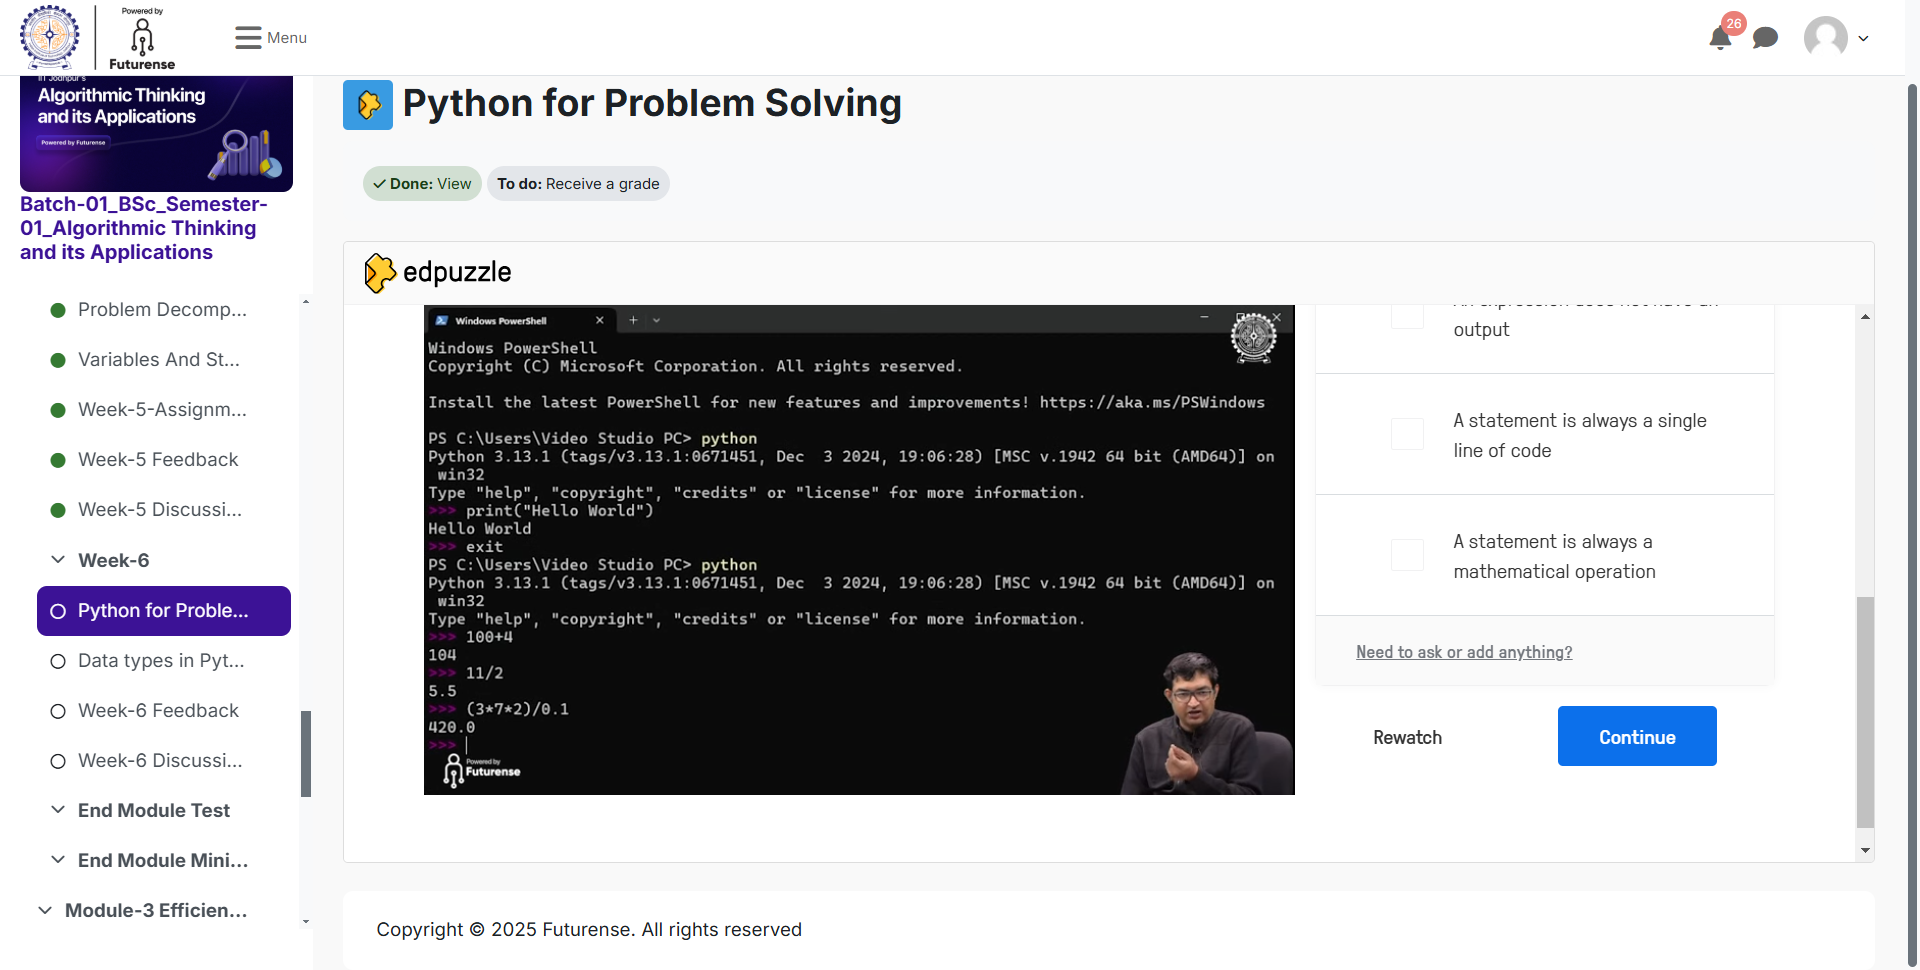 Powered by
Futurense
Menu
26
IIT Jodhpur's
Algorithmic Thinking
and its Applications
Powered by Futurense
Batch-01_BSc_Semester-
01_Algorithmic Thinking
and its Applications
Problem Decomp...
Variables And St...
Week-5-Assignm...
Week-5 Feedback
Week-5 Discussi...
Week-6
Python for Proble...
Data types in Pyt...
Week-6 Feedback
Week-6 Discussi...
End Module Test
End Module Mini...
Module-3 Efficien...
Python for Problem Solving
Done: View
To do: Receive a grade
edpuzzle
Windows PowerShell
Windows PowerShell
Copyright (C) Microsoft Corporation. All rights reserved.
Install the latest PowerShell for new features and improvements! https://aka.ms/PSWindows
PS C:\Users\Video Studio PC> python
Python 3.13.1 (tags/v3.13.1:0671451, Dec  3 2024, 19:06:28) [MSC v.1942 64 bit (AMD64)] on
win32
Type "help", "copyright", "credits" or "license" for more information.
>>> print("Hello World")
Hello World
>>> exit
PS C:\Users\Video Studio PC> python
Python 3.13.1 (tags/v3.13.1:0671451, Dec  3 2024, 19:06:28) [MSC v.1942 64 bit (AMD64)] on
win32
Type "help", "copyright", "credits" or "license" for more information.
>>> 100+4
104
>>> 11/2
5.5
>>> (3*7*2)/0.1
420.0
>>>
Powered by
Futurense
An expression does not have an
output
A statement is always a single
line of code
A statement is always a
mathematical operation
Need to ask or add anything?
Rewatch
Continue
Copyright © 2025 Futurense. All rights reserved